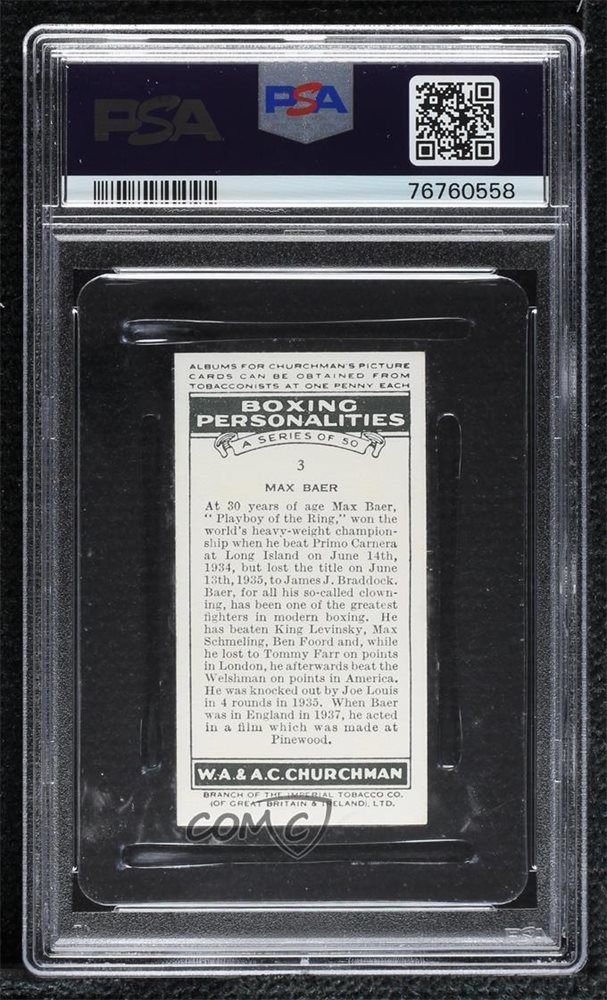 PSA
PSA
76760558
ALBUMS FOR CHURCHMAN'S PICTURE
CARDS CAN BE OBTAINED FROM
TOBACCONISTS AT ONE PENNY EACH
BOXING
PERSONALITIES
A SERIES OF 50
3
MAX BAER
At 30 years of age Max Baer,
" Playboy of the Ring," won the
world's heavy-weight champion-
ship when he beat Primo Carnera
at Long Island on June 14th,
1934, but lost the title on June
13th, 1935, to James J. Braddock.
Baer, for all his so-called clown-
ing, has been one of the greatest
fighters in modern boxing. He
has beaten King Levinsky, Max
Schmeling, Ben Foord and, while
he lost to Tommy Farr on points
in London, he afterwards beat the
Welshman on points in America.
He was knocked out by Joe Louis
in 4 rounds in 1935. When Baer
was in England in 1937, he acted
in a film which was made at
Pinewood.
W.A. & A.C. CHURCHMAN
BRANCH OF THE IMPERIAL TOBACCO CO.
(OF GREAT BRITAIN & IRELAND), LTD.
COMC
PSA